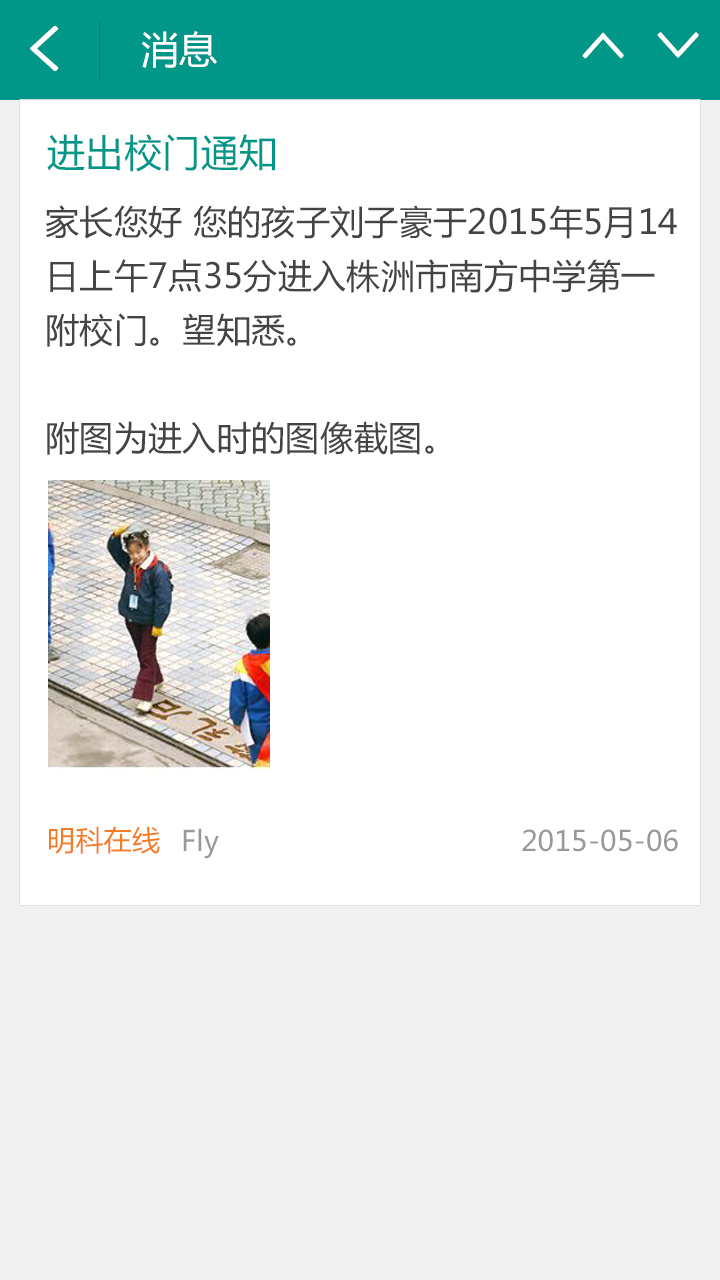 消息
进出校门通知
家长您好 您的孩子刘子豪于2015年5月14
日上午7点35分进入株洲市南方中学第一
附校门。望知悉。
附图为进入时的图像截图。
明科在线 Fly 2015-05-06